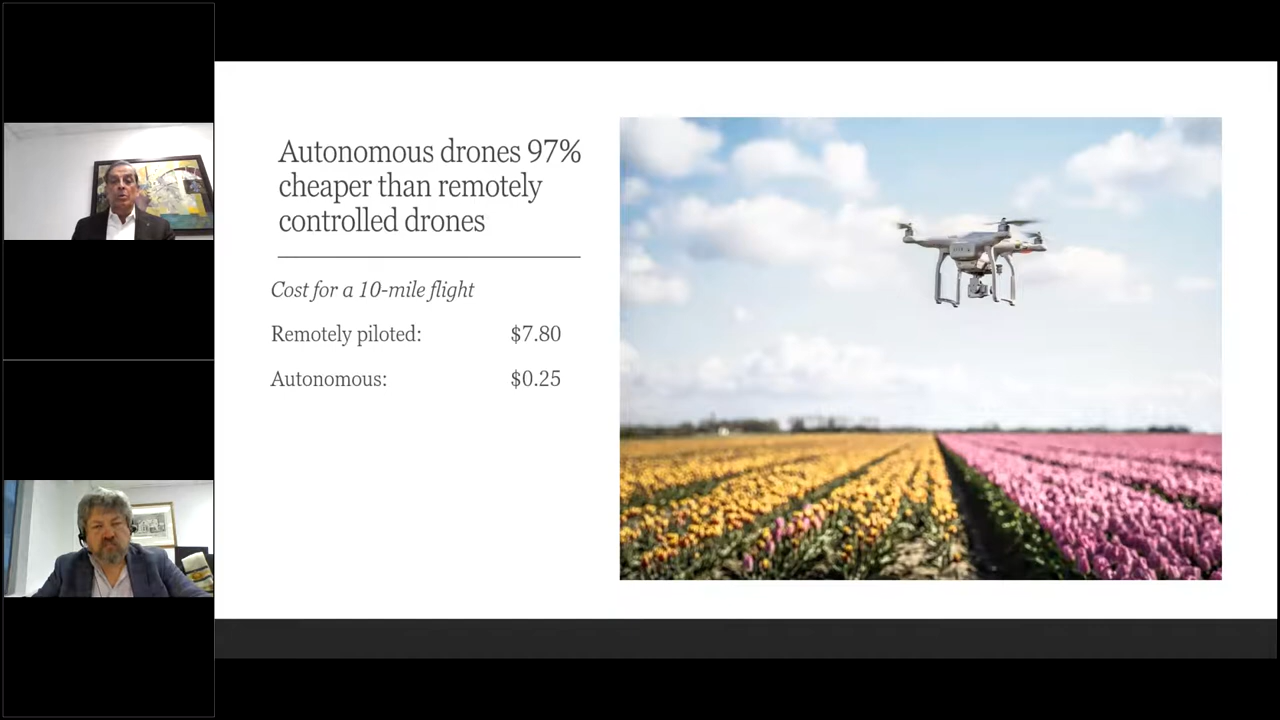 Autonomous drones 97%
cheaper than remotely
controlled drones
Cost for a 10-mile flight
Remotely piloted: $7.80
Autonomous: $0.25